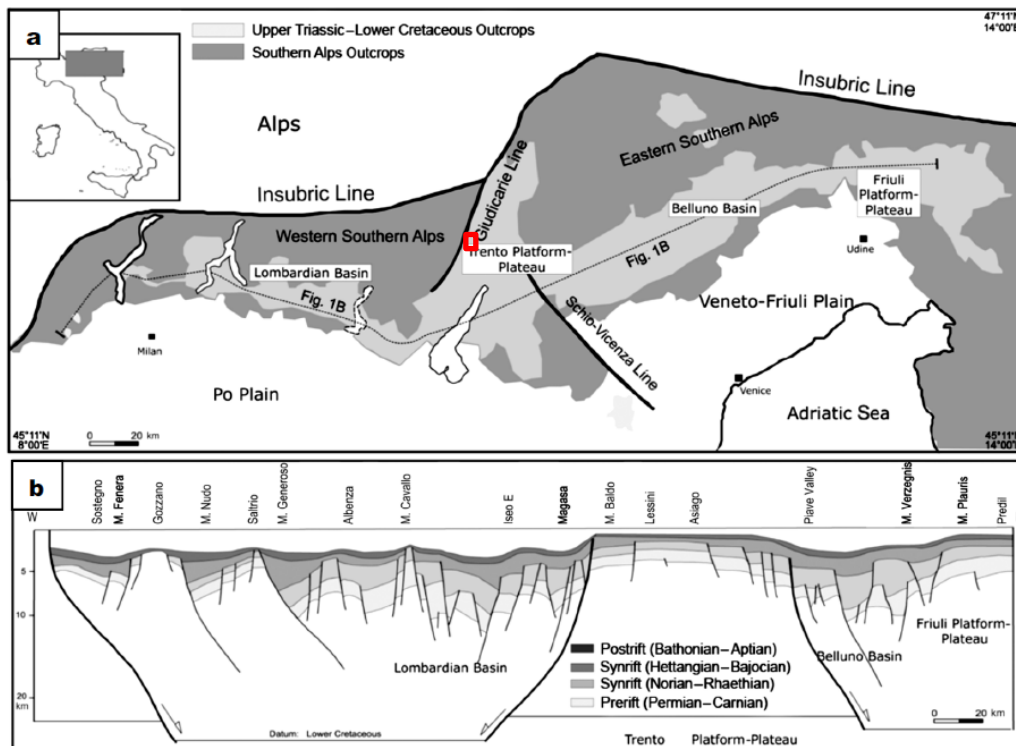 a
Upper Triassic–Lower Cretaceous Outcrops
Southern Alps Outcrops
47°11'N
14°00'E
Insubric Line
Alps
Eastern Southern Alps
Giudicarie Line
Insubric Line
Friuli
Platform-
Plateau
Belluno Basin
Western Southern Alps
Trento Platform-
Plateau
Udine
Lombardian Basin
Fig. 1B
Fig. 1B
Veneto-Friuli Plain
Schio-Vicenza Line
Milan
Venice
Po Plain
Adriatic Sea
45°11'N
8°00'E
0 20 km
45°11'N
14°00'E
b
W
Sostegno
M. Fenera
Gozzano
M. Nudo
Saltrio
M. Generoso
Albenza
M. Cavallo
Iseo E
Magasa
M. Baldo
Lessini
Asiago
Piave Valley
M. Verzegnis
M. Plauris
Predil
5
10
20
km
Lombardian Basin
Postrift (Bathonian–Aptian)
Synrift (Hettangian–Bajocian)
Synrift (Norian–Rhaethian)
Prerift (Permian–Carnian)
Belluno Basin
Friuli Platform-
Plateau
0 20 km
Datum: Lower Cretaceous
Trento Platform-Plateau